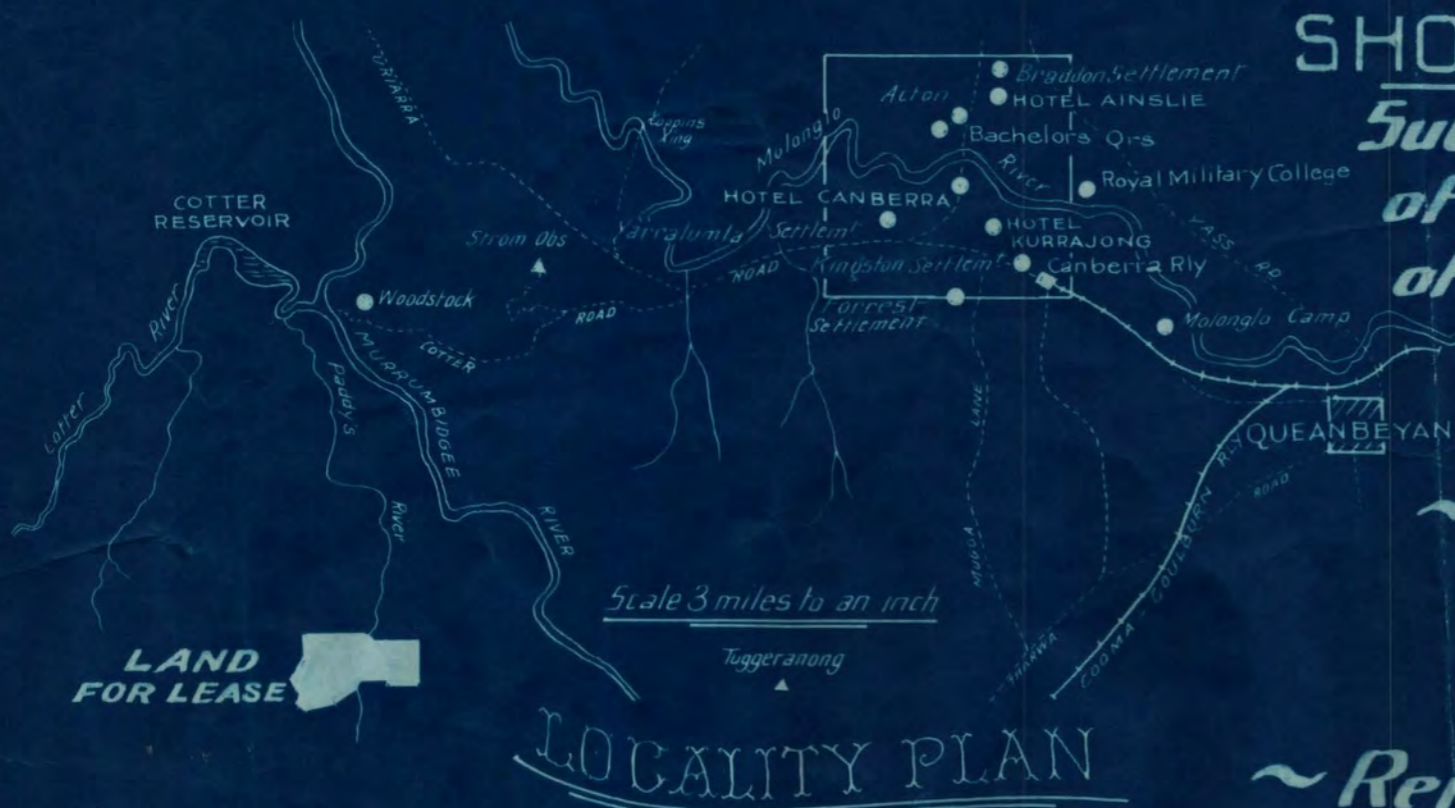 SHO
Su
of
of
URIARRA
Braddon Settlement
HOTEL AINSLIE
Acton
Bachelors Qrs
Molonglo
River
Royal Military College
COTTER
RESERVOIR
HOTEL CANBERRA
HOTEL
KURRAJONG
YASS
RD
Strom Obs
Yarralumla Settlemt
Kingston Settlemt
Canberra Rly
ROAD
Woodstock
ROAD
COTTER
Forrest
Settlement
Molonglo Camp
River
Cotter
Paddy's
River
MURRUMBIDGEE
RIVER
QUEANBEYAN
MUGGA
LANE
ROAD
COOMA - GOULBURN RLY
THARWA
Scale 3 miles to an inch
Tuggeranong
LAND
FOR LEASE
LOCALITY PLAN
~ Re